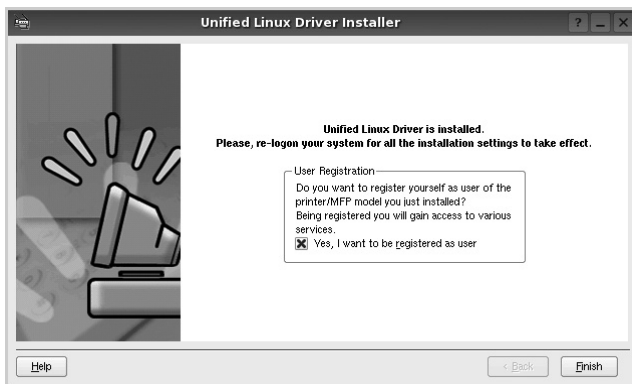 Unified Linux Driver Installer
Unified Linux Driver is installed.
Please, re-logon your system for all the installation settings to take effect.
User Registration
Do you want to register yourself as user of the
printer/MFP model you just installed?
Being registered you will gain access to various
services.
Yes, I want to be registered as user
Help
< Back
Finish